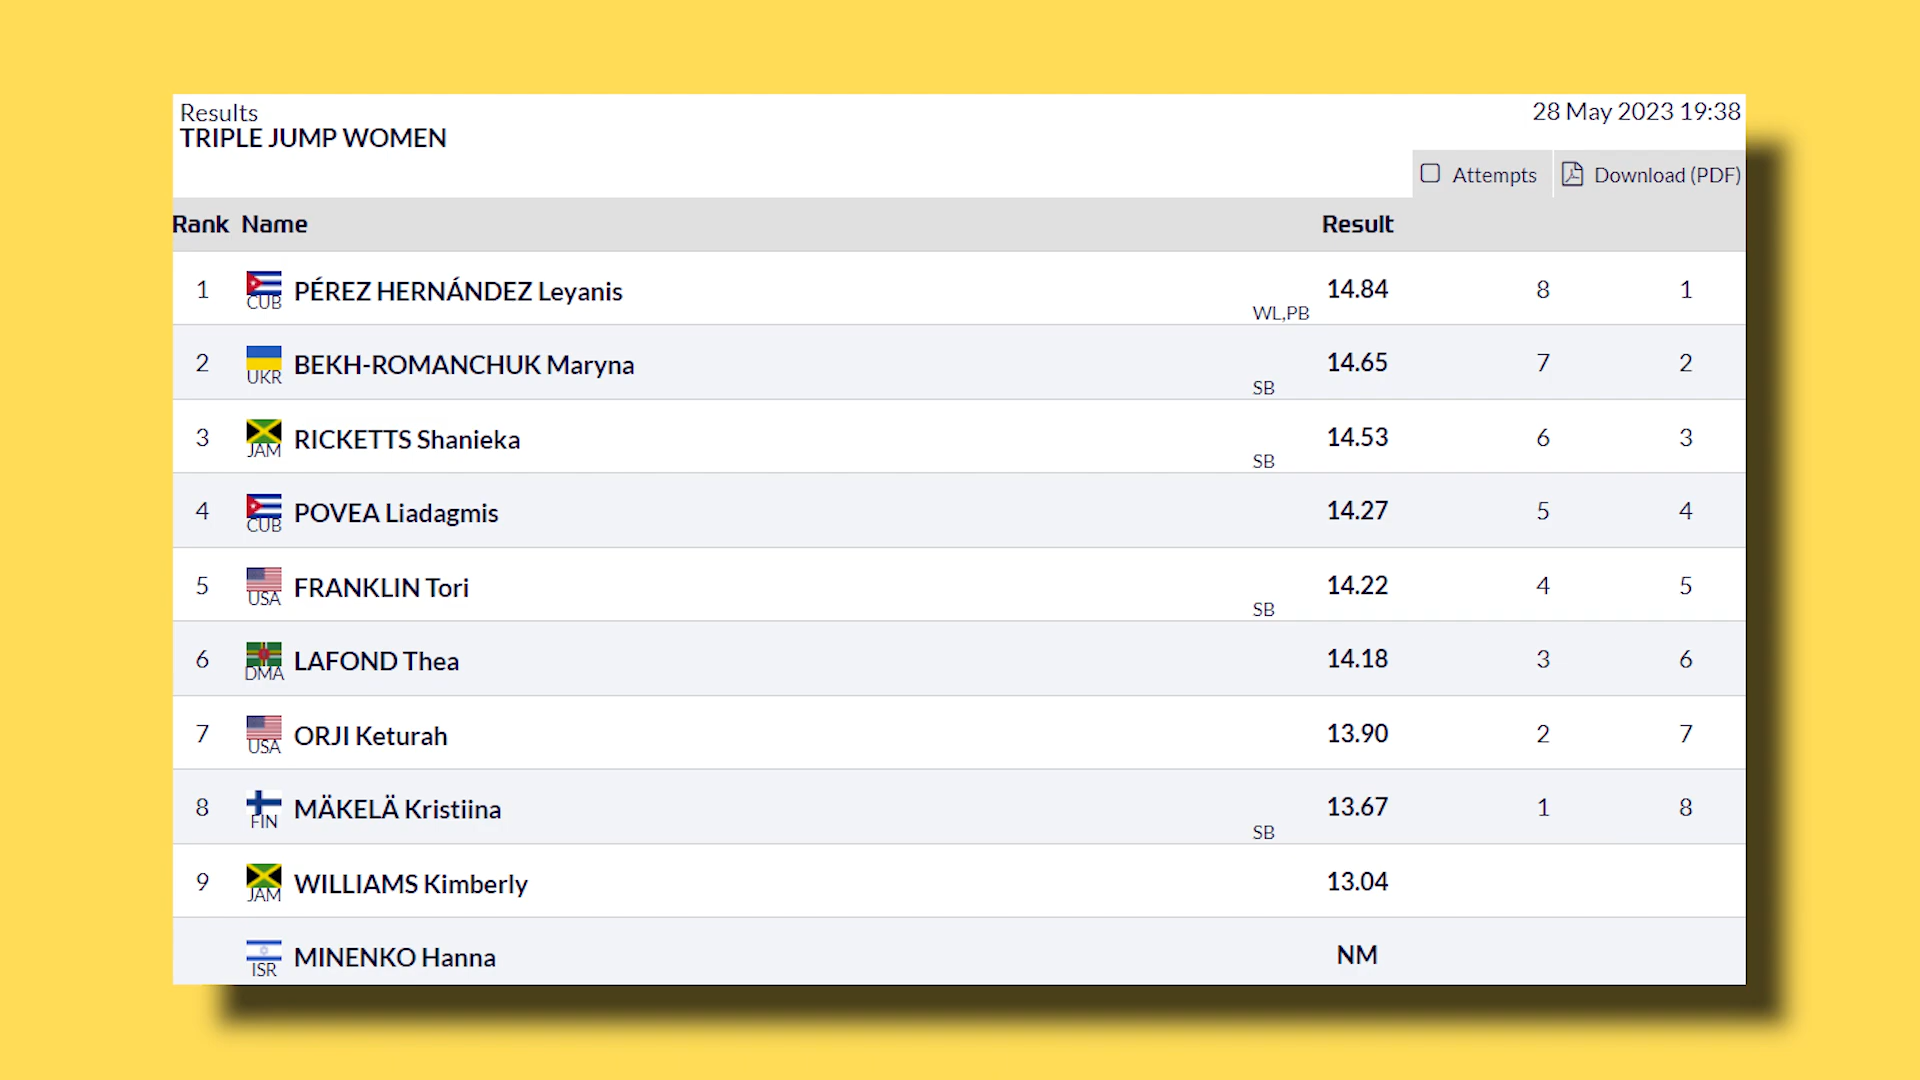 Results
28 May 2023 19:38
TRIPLE JUMP WOMEN
Attempts Download (PDF)
Rank Name Result
1 CUB PÉREZ HERNÁNDEZ Leyanis WL,PB 14.84 8 1
2 UKR BEKH-ROMANCHUK Maryna SB 14.65 7 2
3 JAM RICKETTS Shanieka SB 14.53 6 3
4 CUB POVEA Liadagmis 14.27 5 4
5 USA FRANKLIN Tori SB 14.22 4 5
6 DMA LAFOND Thea 14.18 3 6
7 USA ORJI Keturah 13.90 2 7
8 FIN MÄKELÄ Kristiina SB 13.67 1 8
9 JAM WILLIAMS Kimberly 13.04
ISR MINENKO Hanna NM